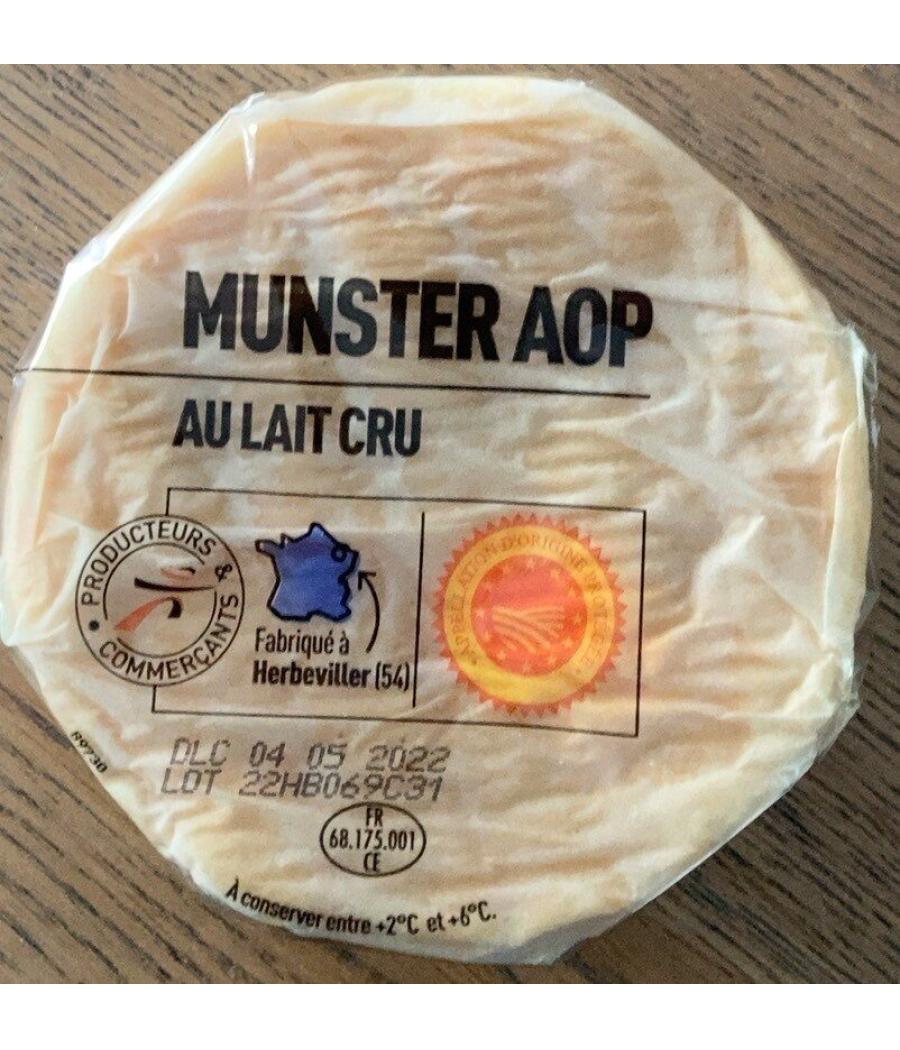 MUNSTER AOP
AU LAIT CRU
PRODUCTEURS &
COMMERÇANTS
Fabriqué à
Herbeviller (54)
APPELLATION D'ORIGINE PROTÉGÉE
DLC 04 05 2022
LOT 22HB069C31
R9730
FR
68.175.001
CE
À conserver entre +2°C et +6°C.